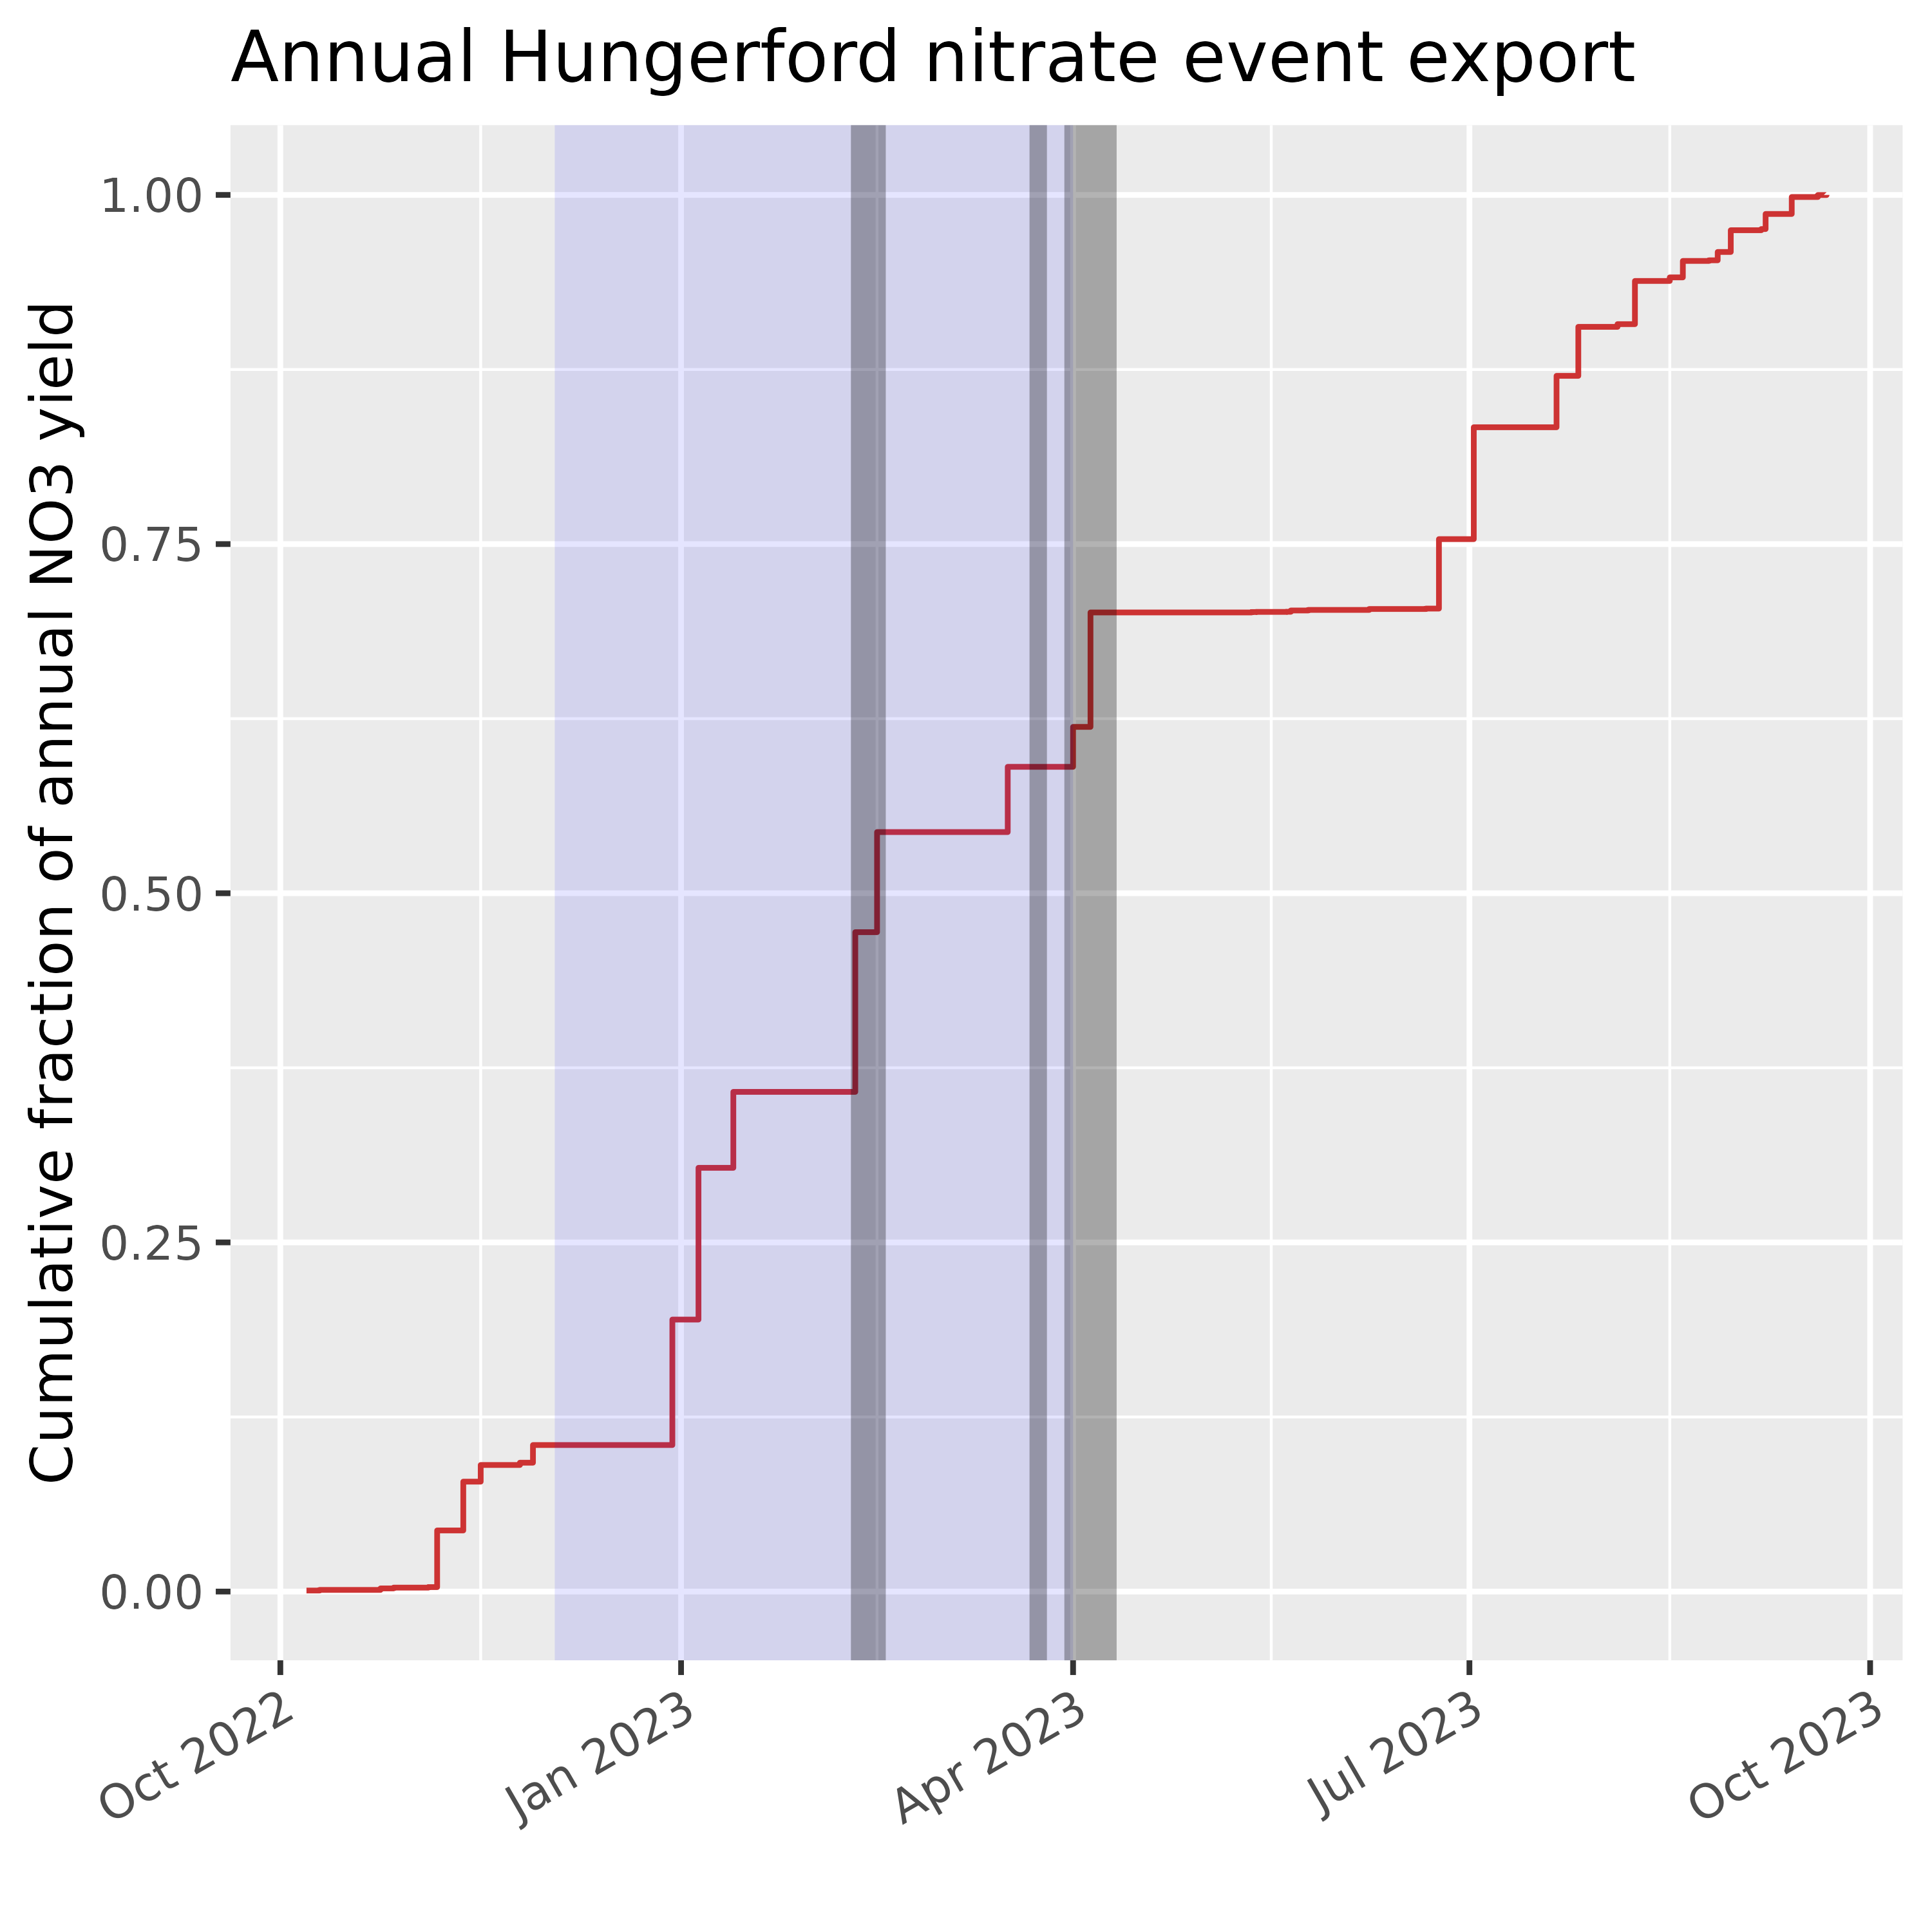 Annual Hungerford nitrate event export
Cumulative fraction of annual NO3 yield
1.00
0.75
0.50
0.25
0.00
Oct 2022
Jan 2023
Apr 2023
Jul 2023
Oct 2023